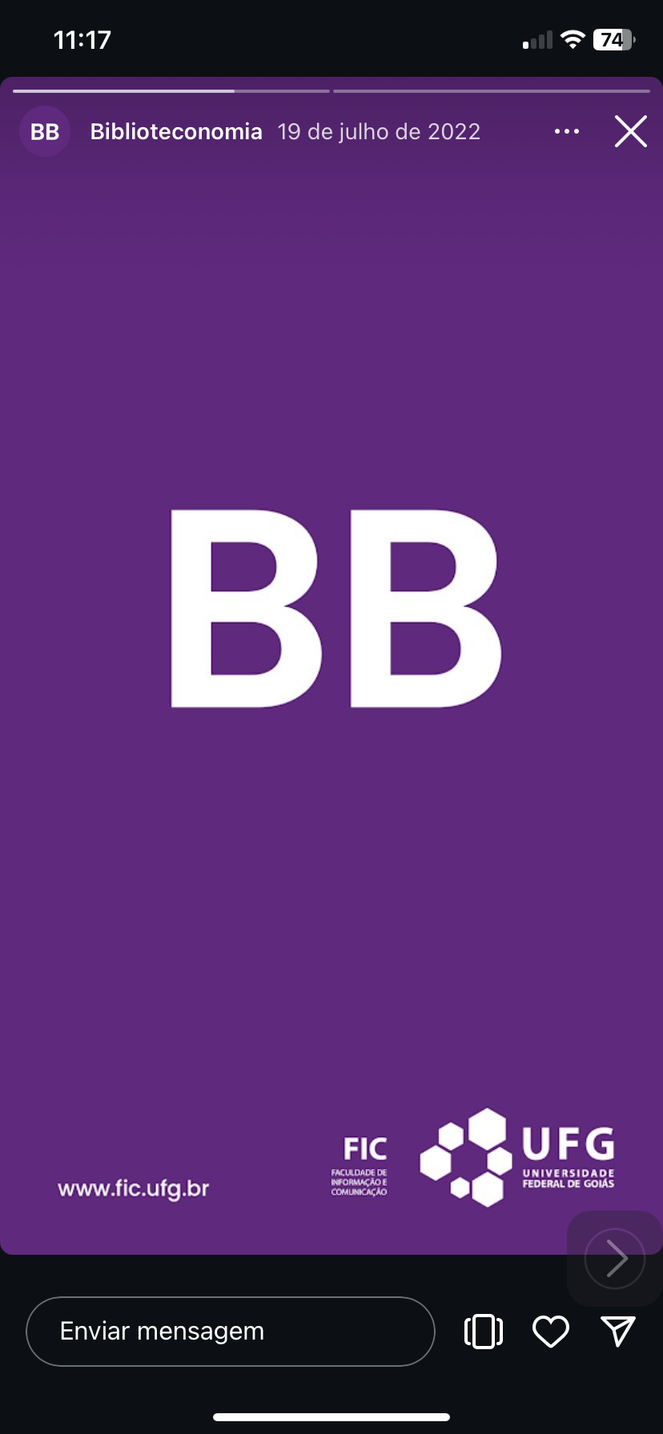 11:17
74
BB
Biblioteconomia 19 de julho de 2022
BB
www.fic.ufg.br
FIC
FACULDADE DE
INFORMAÇÃO E
COMUNICAÇÃO
UFG
UNIVERSIDADE
FEDERAL DE GOIÁS
Enviar mensagem